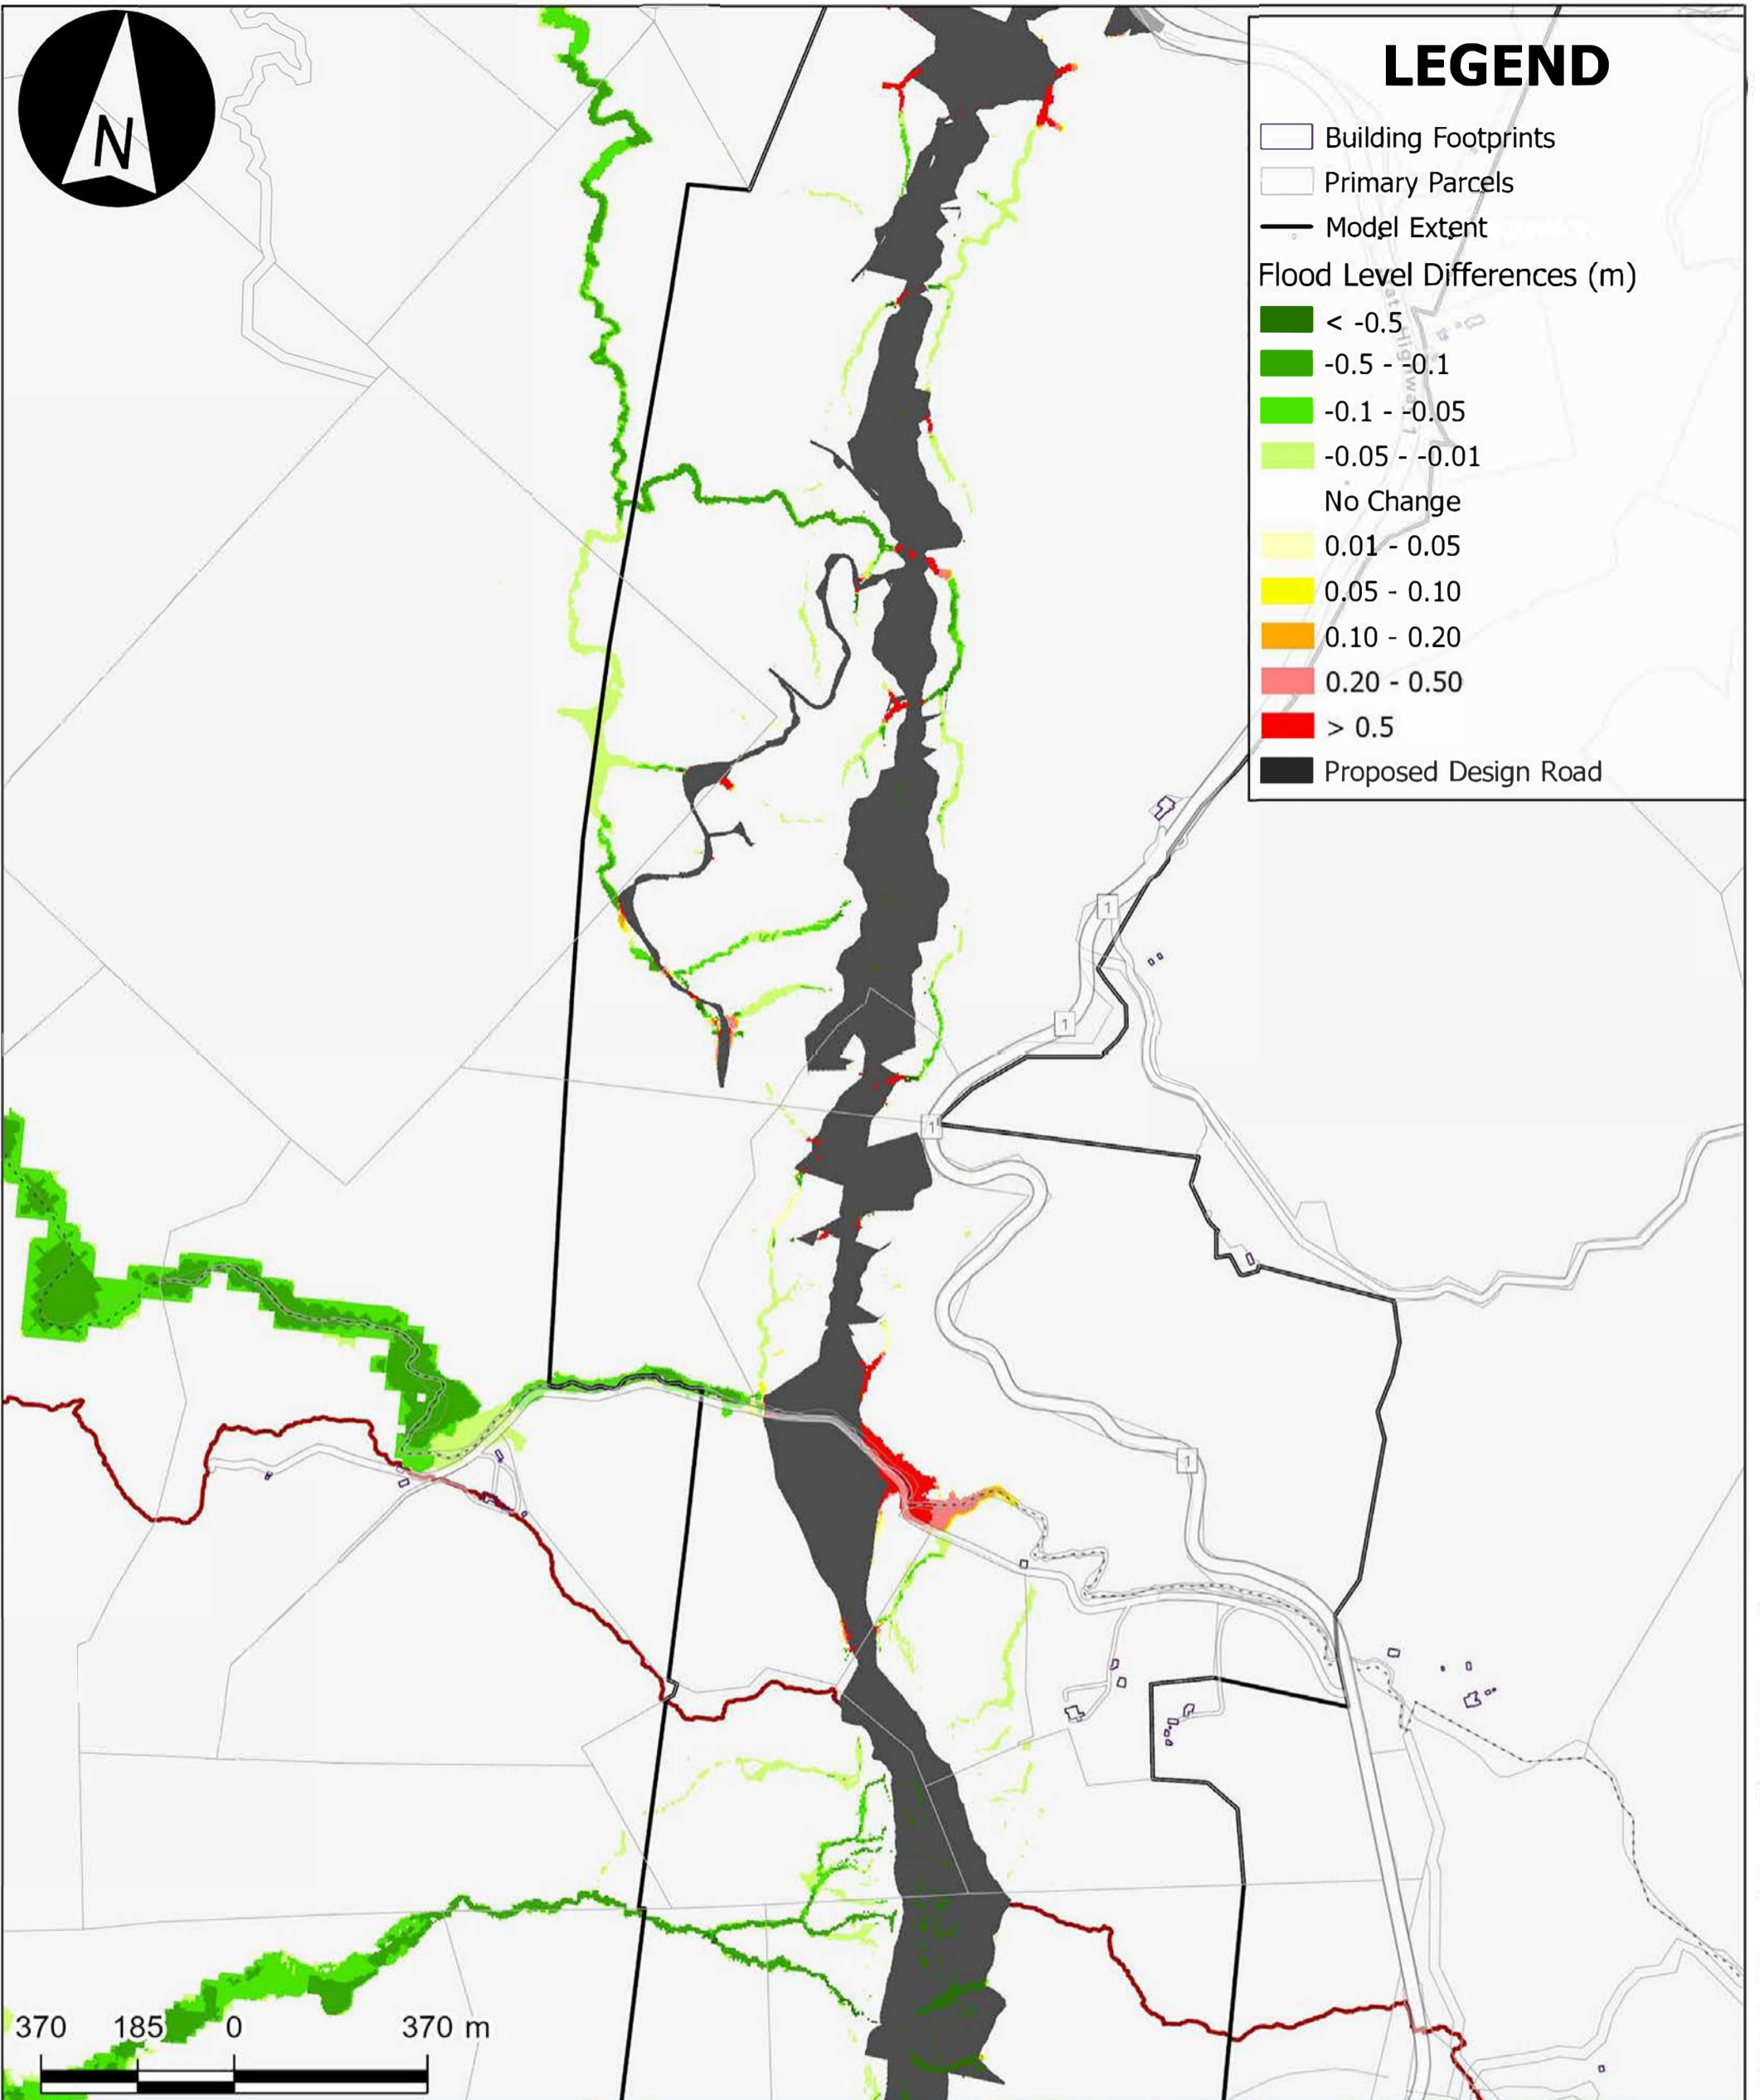 N
LEGEND
Building Footprints
Primary Parcels
Model Extent
Flood Level Differences (m)
< -0.5
-0.5 - -0.1
-0.1 - -0.05
-0.05 - -0.01
No Change
0.01 - 0.05
0.05 - 0.10
0.10 - 0.20
0.20 - 0.50
> 0.5
Proposed Design Road
1
1
1
1
370 185 0 370 m